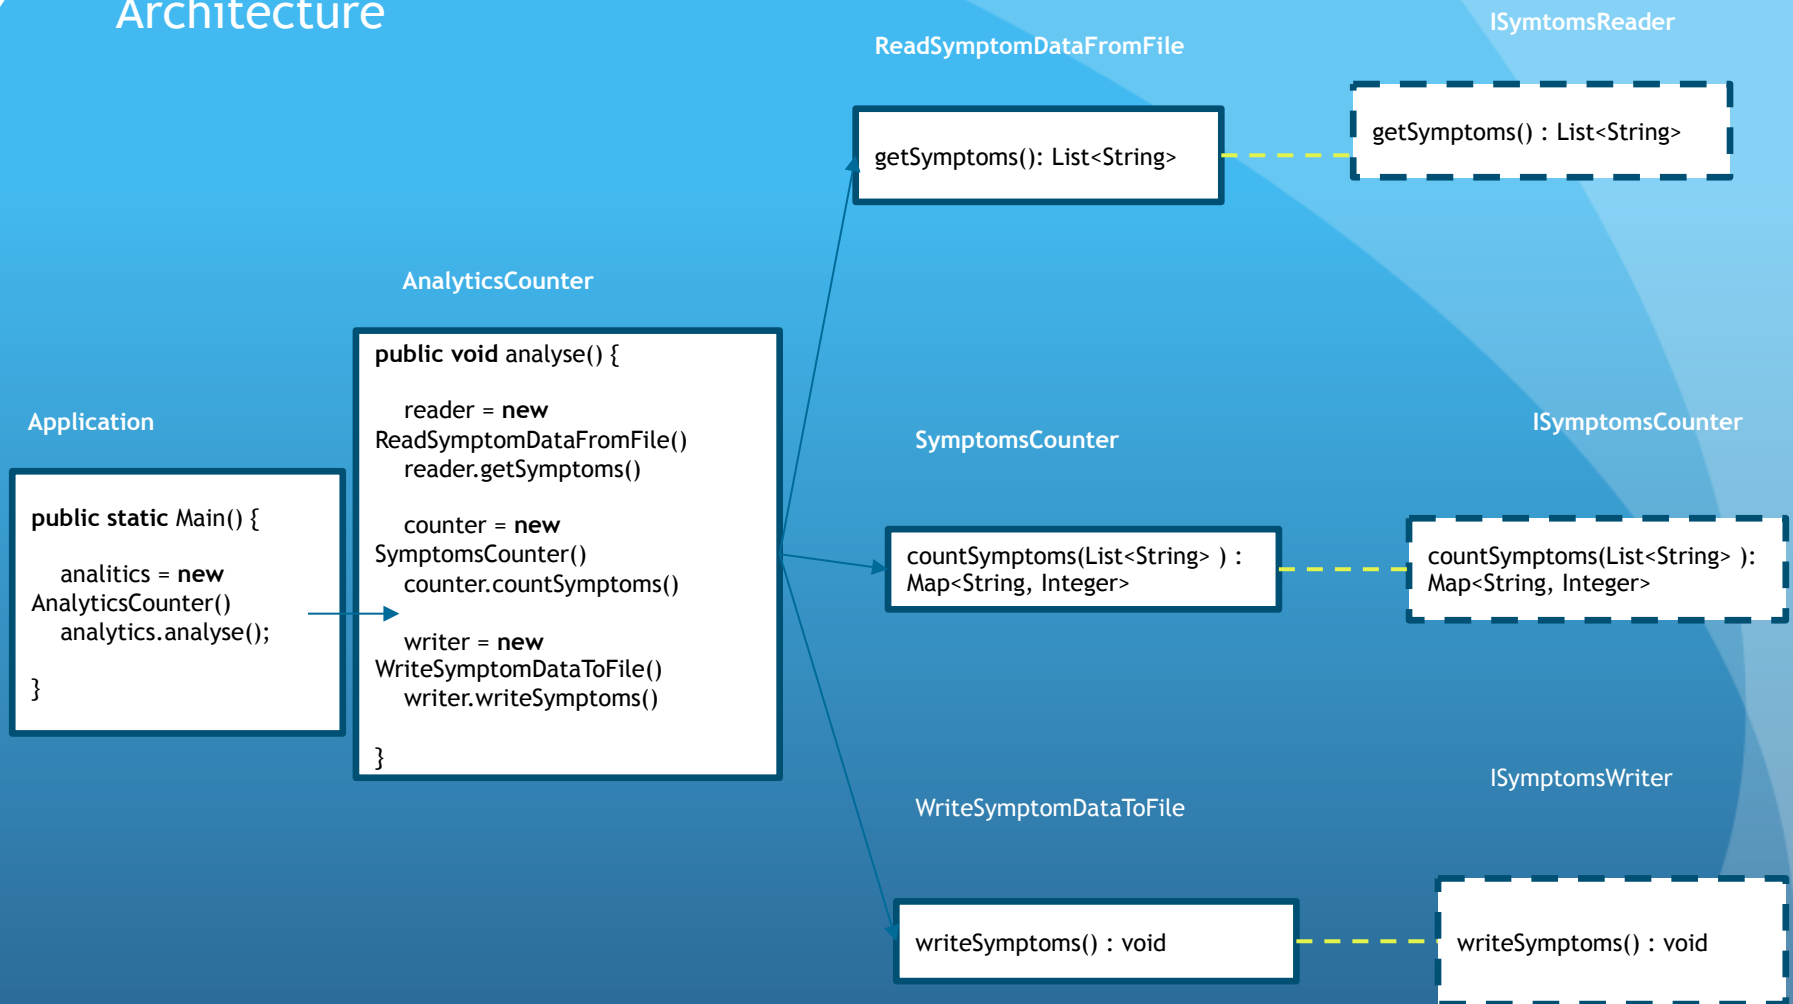 Architecture
ISymtomsReader
ReadSymptomDataFromFile
getSymptoms(): List<String>
getSymptoms() : List<String>
AnalyticsCounter
public void analyse() {
reader = new
ReadSymptomDataFromFile()
reader.getSymptoms()
counter = new
SymptomsCounter()
counter.countSymptoms()
writer = new
WriteSymptomDataToFile()
writer.writeSymptoms()
}
Application
public static Main() {
analitics = new
AnalyticsCounter()
analytics.analyse();
}
SymptomsCounter
countSymptoms(List<String> ) :
Map<String, Integer>
ISymptomsCounter
countSymptoms(List<String> ):
Map<String, Integer>
WriteSymptomDataToFile
writeSymptoms() : void
ISymptomsWriter
writeSymptoms() : void